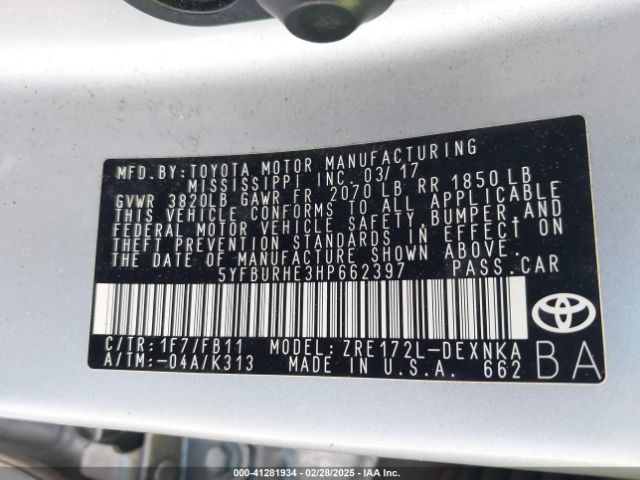 MFD. BY: TOYOTA MOTOR MANUFACTURING
MISSISSIPPI INC. 03/17
GVWR 3820LB GAWR FR 2070 LB RR 1850 LB
THIS VEHICLE CONFORMS TO ALL APPLICABLE
FEDERAL MOTOR VEHICLE SAFETY, BUMPER, AND
THEFT PREVENTION STANDARDS IN EFFECT ON
THE DATE OF MANUFACTURE SHOWN ABOVE.
5YFBURHE3HP662397 PASS. CAR
C/TR: 1F7/FB11 MODEL: ZRE172L-DEXNKA
A/TM: -04A/K313 MADE IN U.S.A. 662
BA
000-41281934 02/28/2025 IAA Inc.